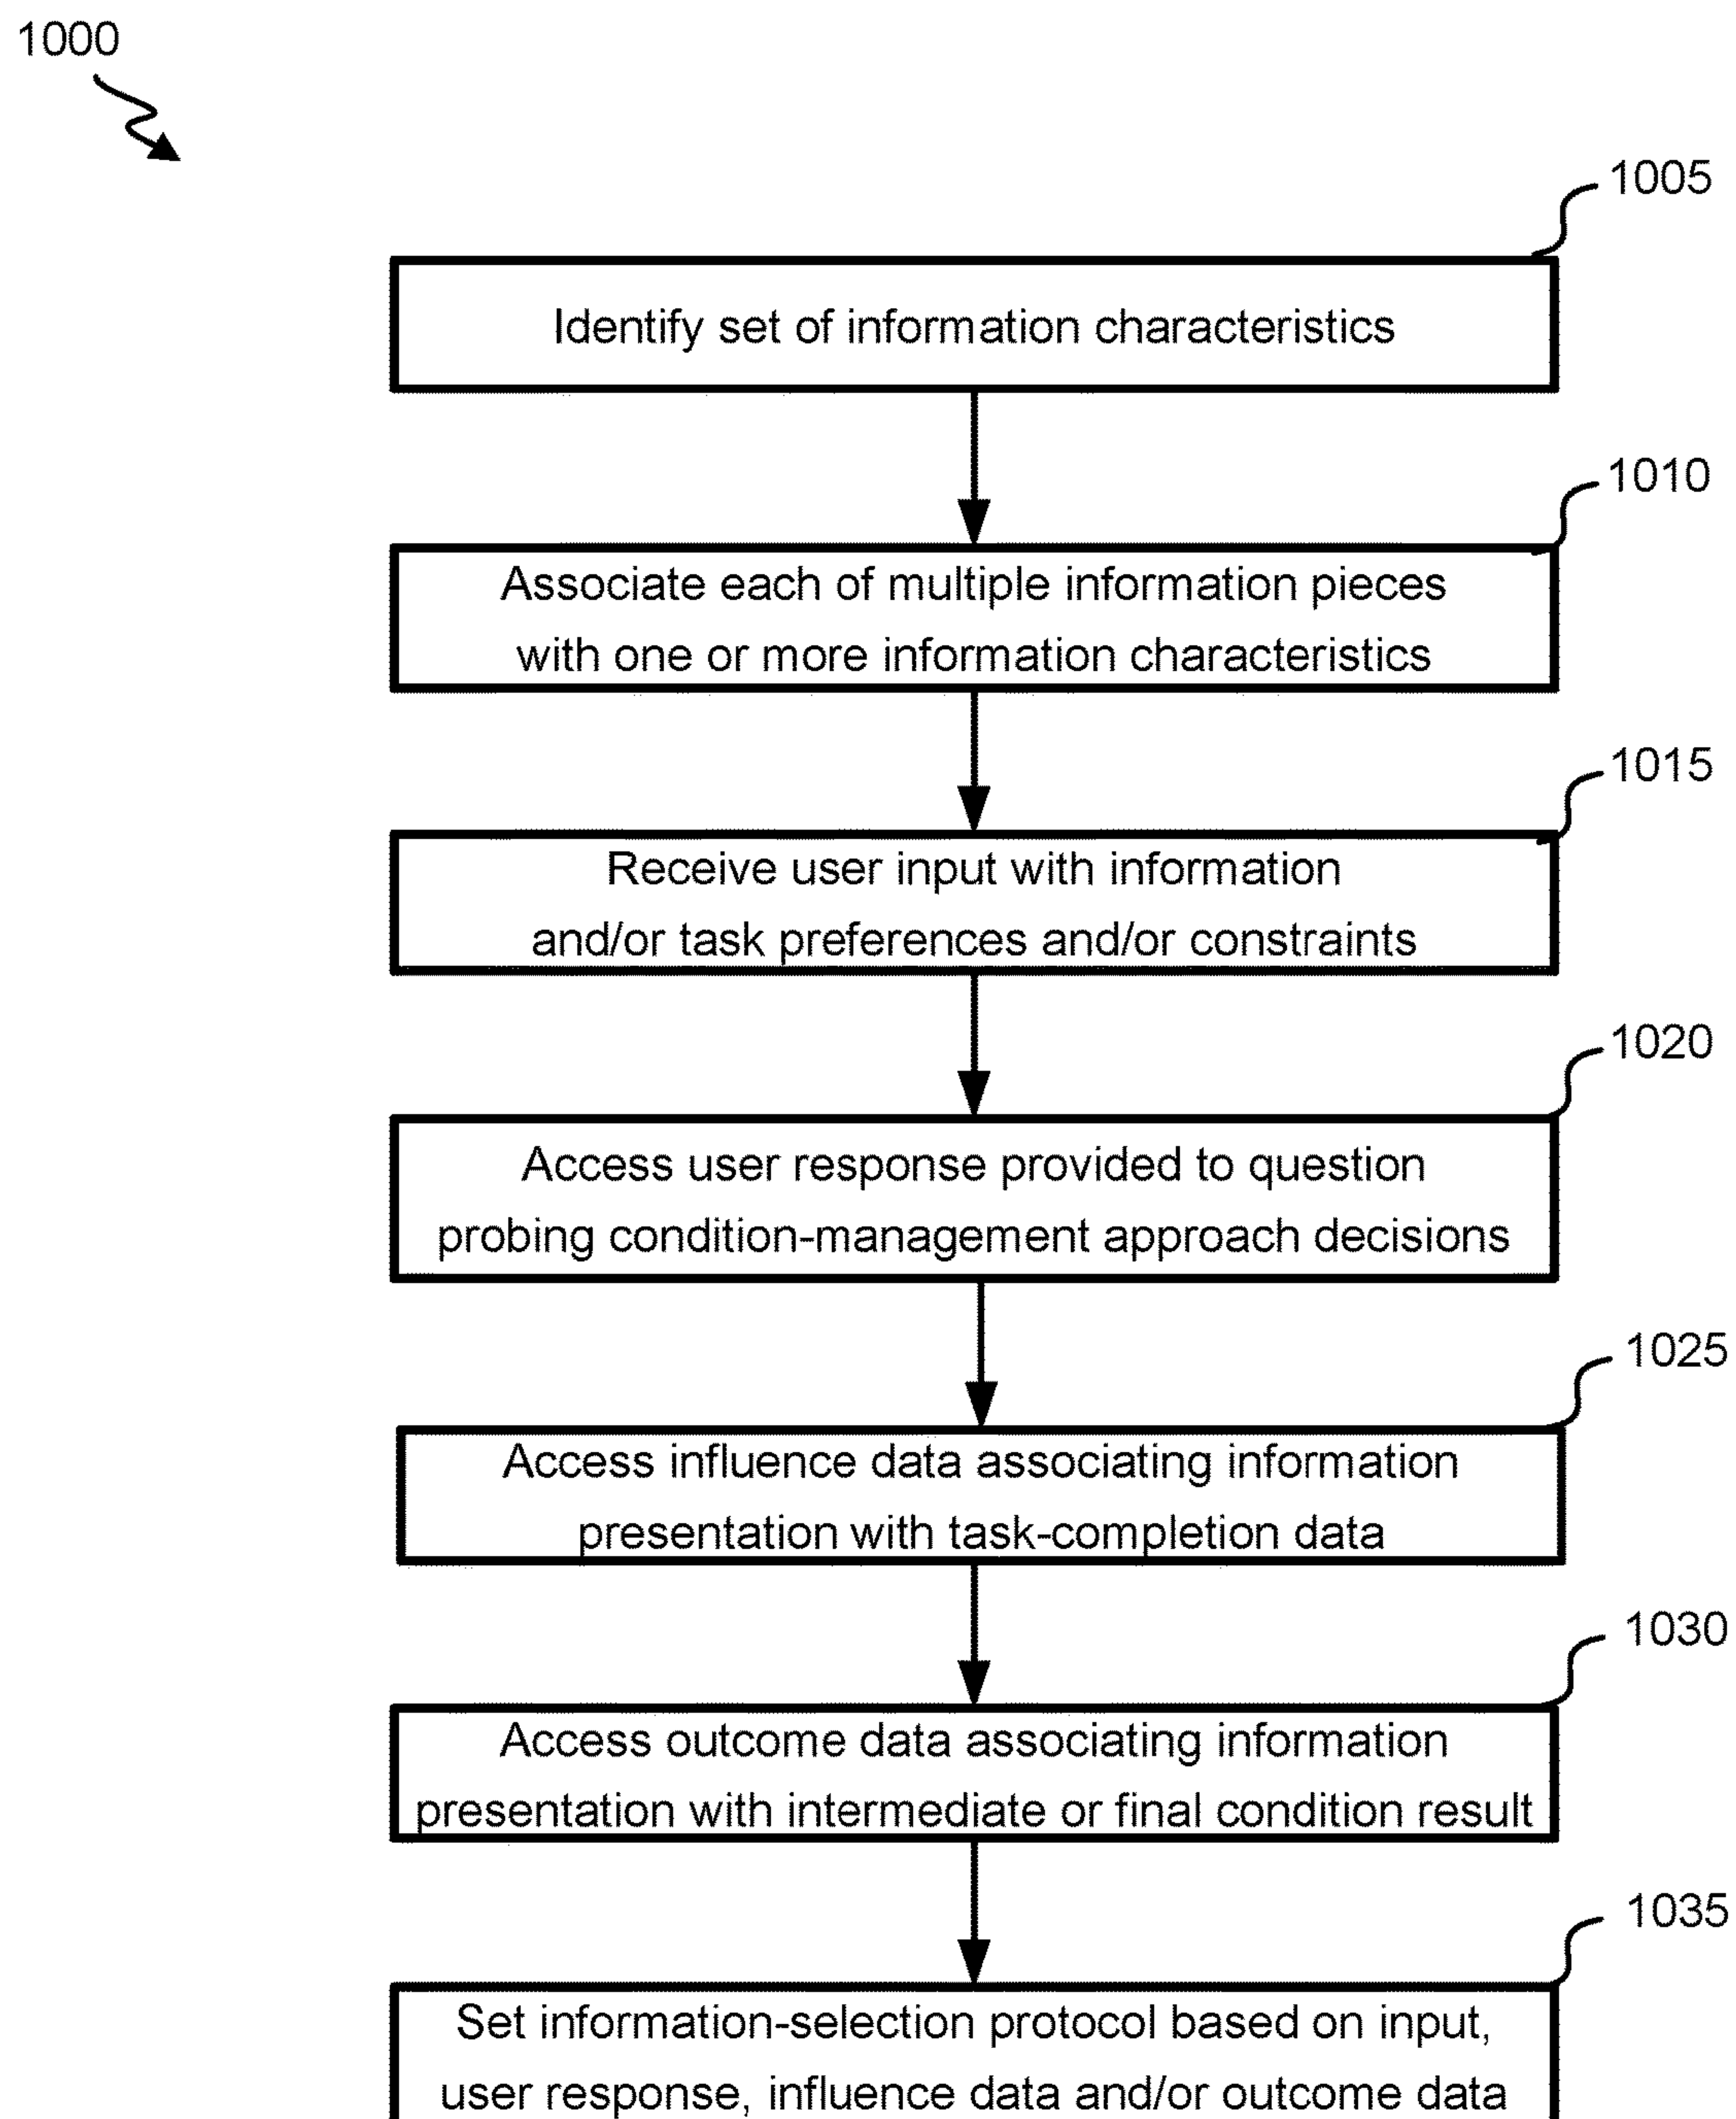 1000
1005
Identify set of information characteristics
1010
Associate each of multiple information pieces
with one or more information characteristics
1015
Receive user input with information
and/or task preferences and/or constraints
1020
Access user response provided to question
probing condition-management approach decisions
1025
Access influence data associating information
presentation with task-completion data
1030
Access outcome data associating information
presentation with intermediate or final condition result
1035
Set information-selection protocol based on input,
user response, influence data and/or outcome data